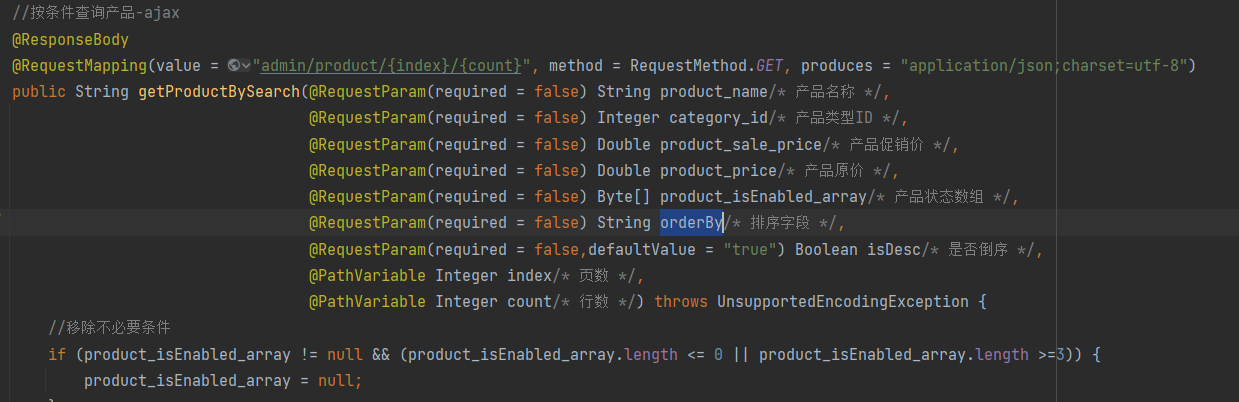 //按条件查询产品-ajax
@ResponseBody
@RequestMapping(value = "admin/product/{index}/{count}", method = RequestMethod.GET, produces = "application/json;charset=utf-8")
public String getProductBySearch(@RequestParam(required = false) String product_name/* 产品名称 */,
@RequestParam(required = false) Integer category_id/* 产品类型ID */,
@RequestParam(required = false) Double product_sale_price/* 产品促销价 */,
@RequestParam(required = false) Double product_price/* 产品原价 */,
@RequestParam(required = false) Byte[] product_isEnabled_array/* 产品状态数组 */,
@RequestParam(required = false) String orderBy/* 排序字段 */,
@RequestParam(required = false,defaultValue = "true") Boolean isDesc/* 是否倒序 */,
@PathVariable Integer index/* 页数 */,
@PathVariable Integer count/* 行数 */) throws UnsupportedEncodingException {
//移除不必要条件
if (product_isEnabled_array != null && (product_isEnabled_array.length <= 0 || product_isEnabled_array.length >=3)) {
product_isEnabled_array = null;